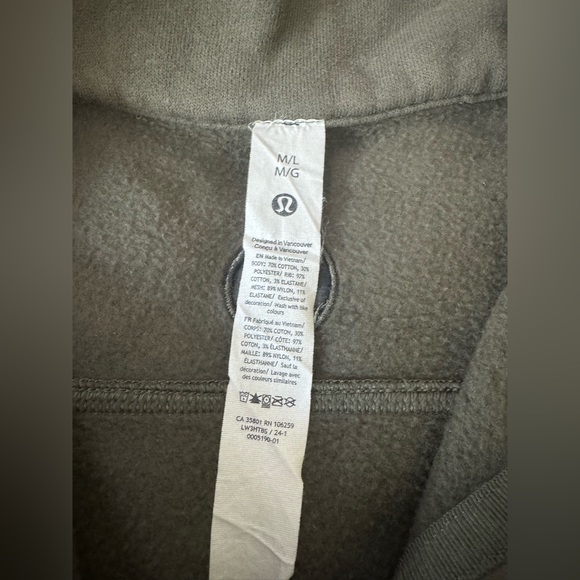 M/L
M/G
Designed in Vancouver
Conçu à Vancouver
EN Made in Vietnam/
BODY: 70% COTTON, 30%
POLYESTER/ RIB: 97%
COTTON, 3% ELASTANE/
MESH: 89% NYLON, 11%
ELASTANE/ Exclusive of
decoration/ Wash with like
colours
FR Fabriqué au Vietnam/
CORPS: 70% COTON, 30%
POLYESTER/ CÔTE: 97%
COTON, 3% ÉLASTHANNE/
MAILLE: 89% NYLON, 11%
ÉLASTHANNE/ Sauf la
décoration/ Lavage avec
des couleurs similaires
CA 35801 RN 106259
LW3HT8S / 24-1
0005190-01